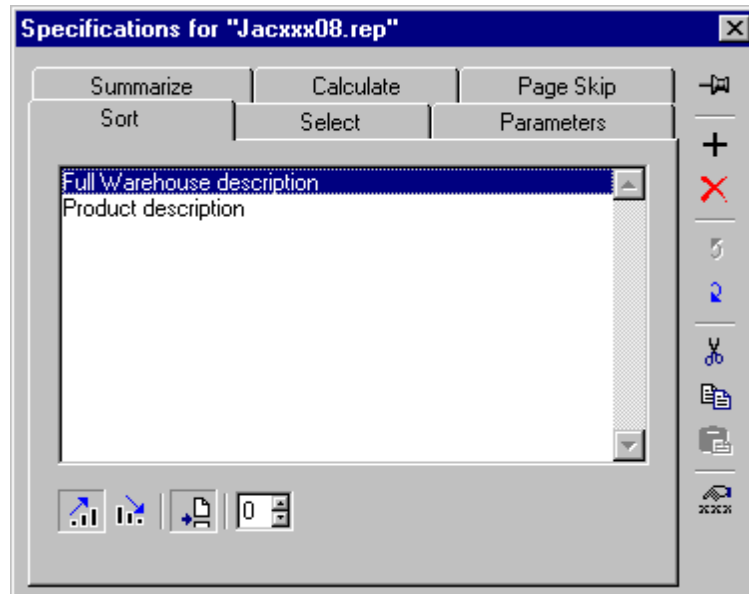 Specifications for "Jacxxx08.rep"
Summarize Calculate Page Skip
Sort Select Parameters
Full Warehouse description
Product description
0
xxx